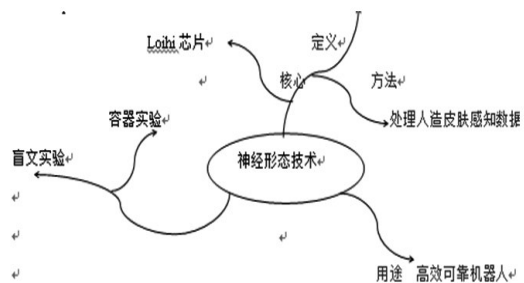 Loihi芯片
定义
核心
方法
容器实验
处理人造皮肤感知数据
盲文实验
神经形态技术
用途 高效可靠机器人